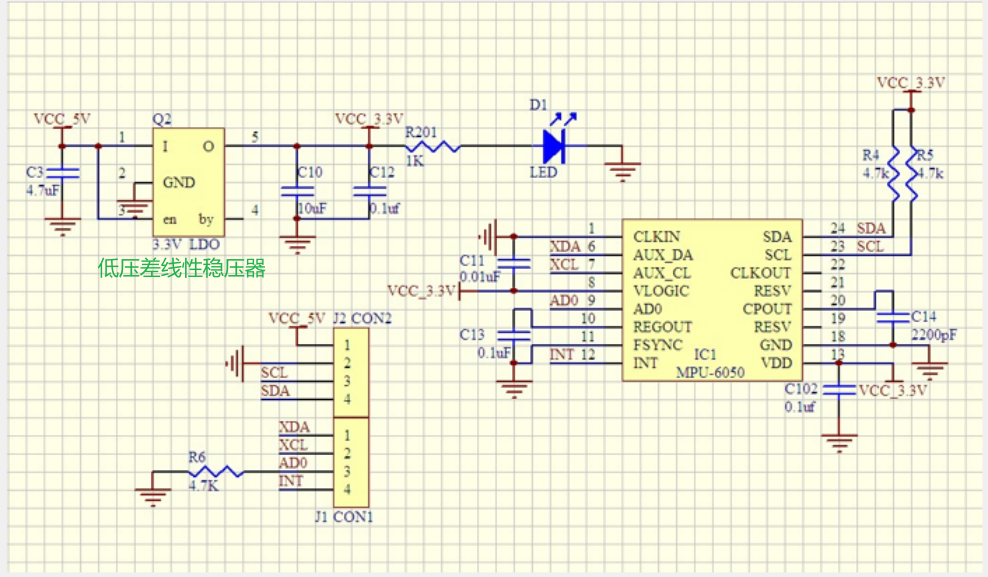 VCC_5V
Q2
1
I
O
5
2
GND
3
en
by
4
3.3V LDO
低压差线性稳压器
C3
4.7uF
C10
10uF
VCC_3.3V
C12
0.1uf
R201
1K
D1
LED
VCC_3.3V
R4
4.7k
R5
4.7k
1
CLKIN
XDA 6
AUX_DA
XCL 7
AUX_CL
8
VLOGIC
AD0 9
AD0
10
REGOUT
11
FSYNC
INT 12
INT
SDA
24 SDA
SCL
23 SCL
CLKOUT
22
RESV
21
CPOUT
20
RESV
19
GND
18
VDD
13
IC1
MPU-6050
C11
0.01uF
VCC_3.3V
C13
0.1uF
C14
2200pF
C102
0.1uf
VCC_3.3V
VCC_5V
J2 CON2
1
2
SCL
3
SDA
4
XDA
1
XCL
2
AD0
3
INT
4
R6
4.7K
J1 CON1